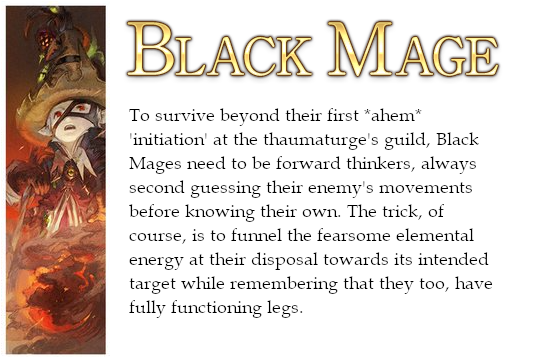 Black Mage
To survive beyond their first *ahem*
'initiation' at the thaumaturge's guild, Black
Mages need to be forward thinkers, always
second guessing their enemy's movements
before knowing their own. The trick, of
course, is to funnel the fearsome elemental
energy at their disposal towards its intended
target while remembering that they too, have
fully functioning legs.